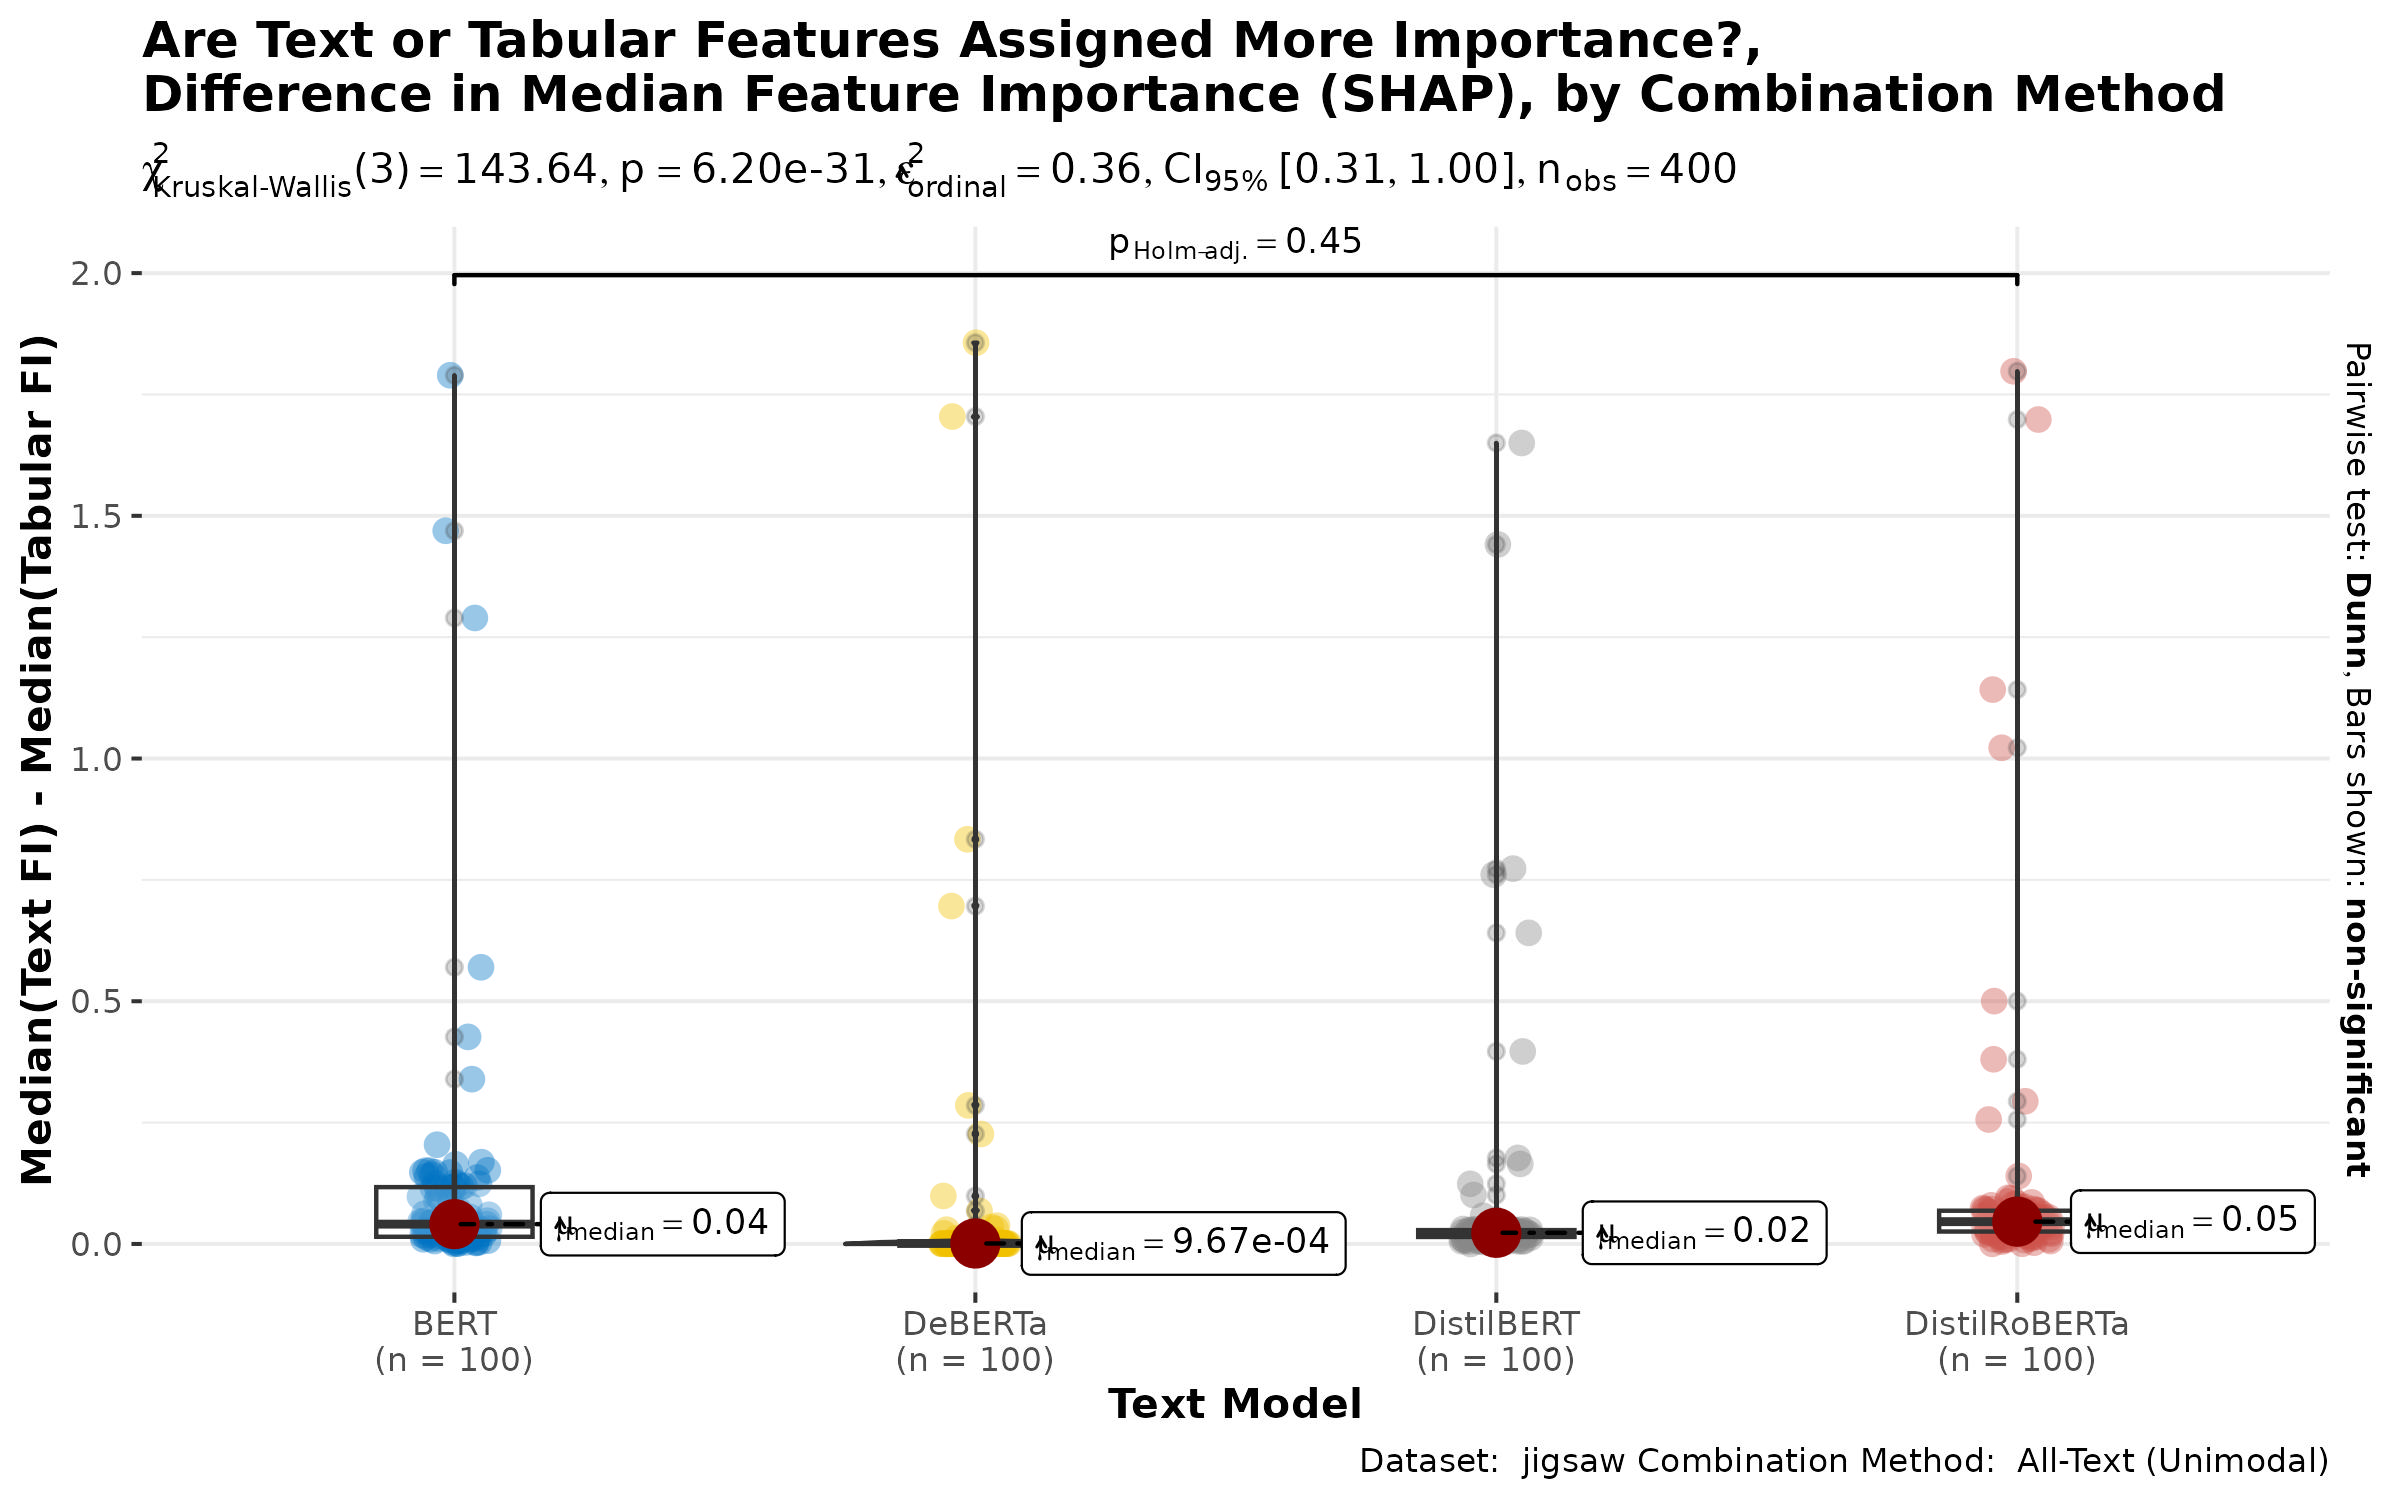 Are Text or Tabular Features Assigned More Importance?,
Difference in Median Feature Importance (SHAP), by Combination Method
χ²Kruskal-Wallis(3) = 143.64, p = 6.20e-31, ε̂²ordinal = 0.36, CI95% [0.31, 1.00], nobs = 400
pHolm-adj. = 0.45
2.0
1.5
1.0
0.5
0.0
Median(Text FI) - Median(Tabular FI)
μ̂median = 0.04
μ̂median = 9.67e-04
μ̂median = 0.02
μ̂median = 0.05
Pairwise test: Dunn, Bars shown: non-significant
BERT
(n = 100)
DeBERTa
(n = 100)
DistilBERT
(n = 100)
DistilRoBERTa
(n = 100)
Text Model
Dataset:  jigsaw Combination Method:  All-Text (Unimodal)